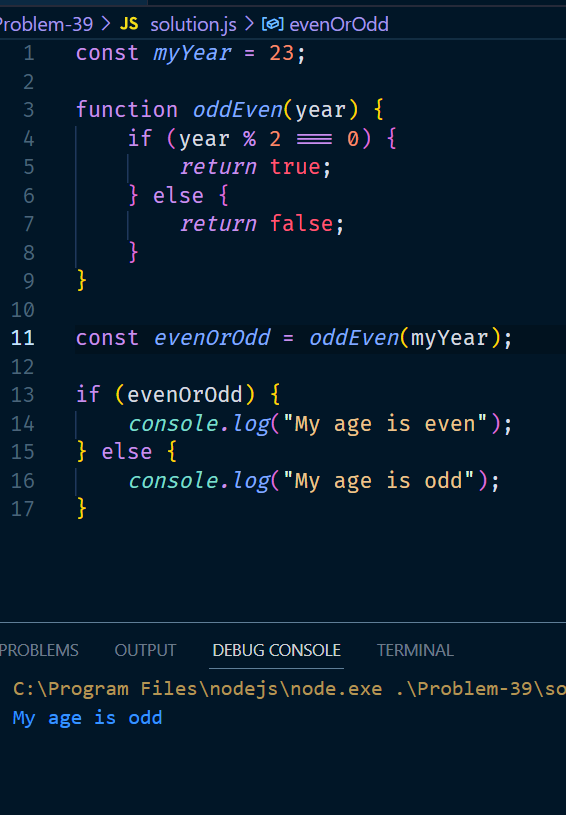 Problem-39 > JS solution.js > evenOrOdd
1 const myYear = 23;
2
3 function oddEven(year) {
4 if (year % 2 === 0) {
5 return true;
6 } else {
7 return false;
8 }
9 }
10
11 const evenOrOdd = oddEven(myYear);
12
13 if (evenOrOdd) {
14 console.log("My age is even");
15 } else {
16 console.log("My age is odd");
17 }
PROBLEMS OUTPUT DEBUG CONSOLE TERMINAL
C:\Program Files\nodejs\node.exe .\Problem-39\so
My age is odd